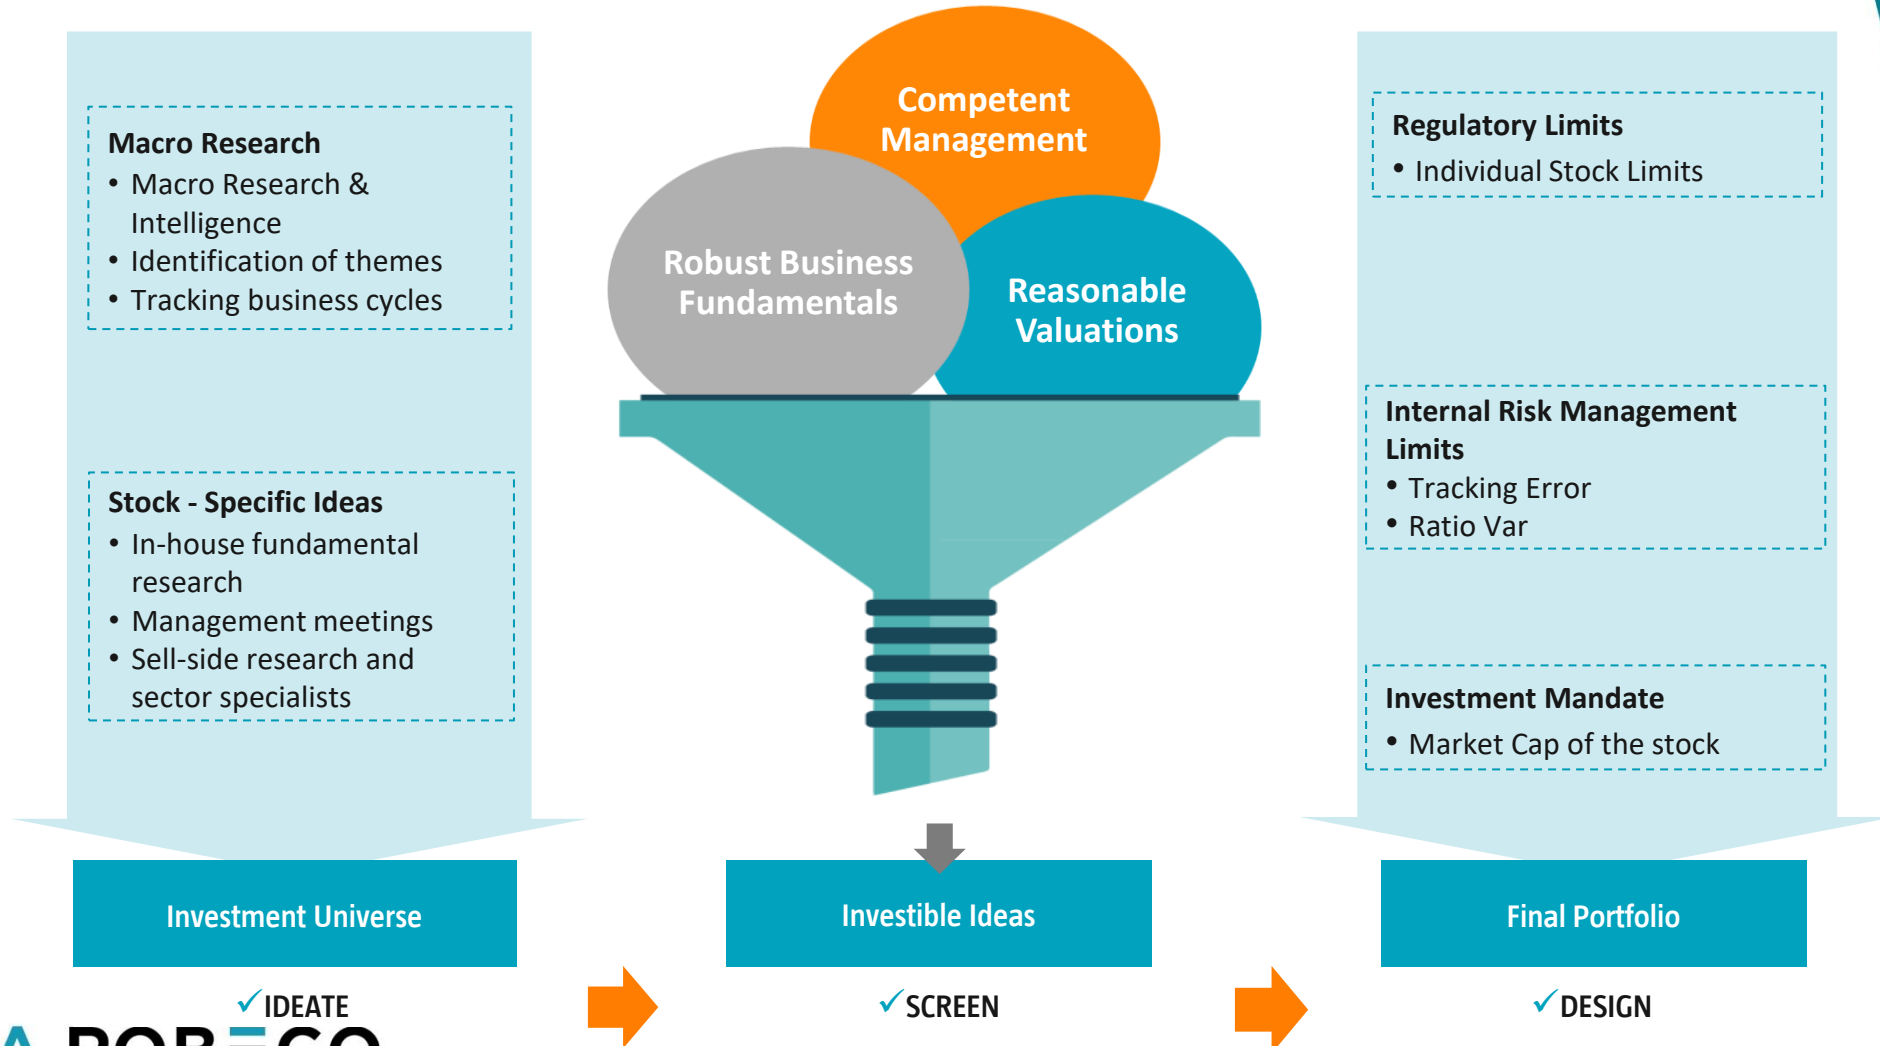 Macro Research
• Macro Research &
Intelligence
• Identification of themes
• Tracking business cycles
Stock - Specific Ideas
• In-house fundamental
research
• Management meetings
• Sell-side research and
sector specialists
Competent
Management
Robust Business
Fundamentals
Reasonable
Valuations
Regulatory Limits
• Individual Stock Limits
Internal Risk Management
Limits
• Tracking Error
• Ratio Var
Investment Mandate
• Market Cap of the stock
Investment Universe
Investible Ideas
Final Portfolio
✓IDEATE
✓SCREEN
✓DESIGN
ROBECO